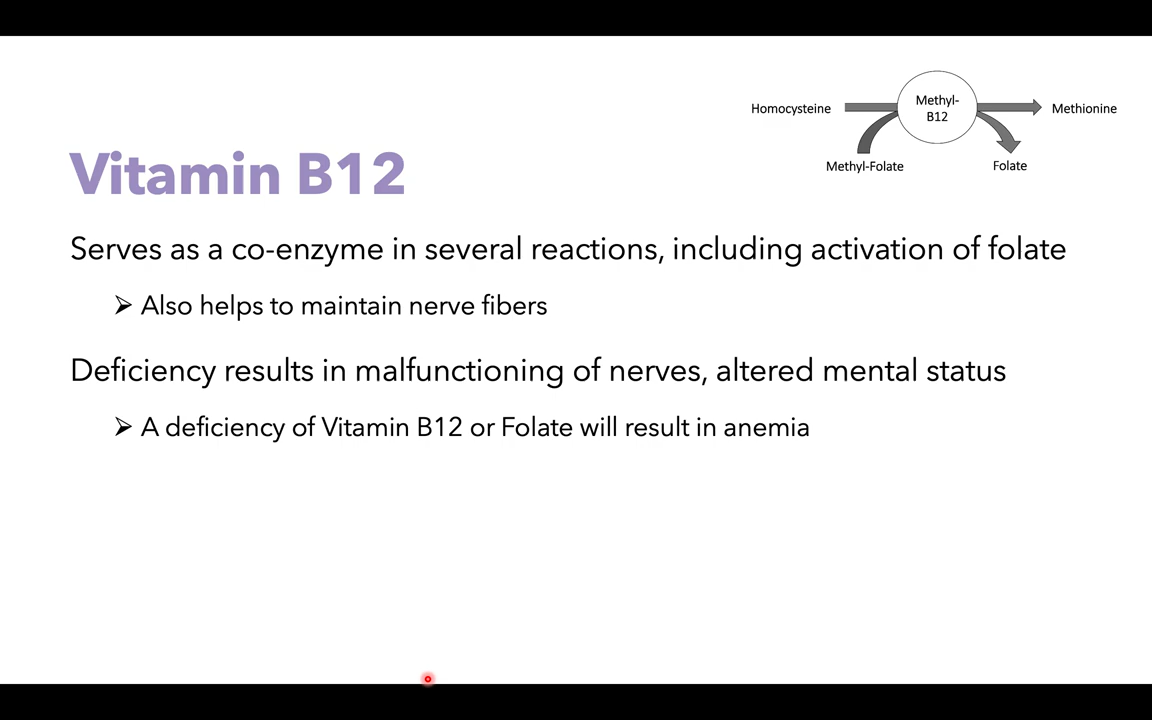 Methyl-
B12
Homocysteine
Methionine
Methyl-Folate
Folate
Vitamin B12
Serves as a co-enzyme in several reactions, including activation of folate
➢ Also helps to maintain nerve fibers
Deficiency results in malfunctioning of nerves, altered mental status
➢ A deficiency of Vitamin B12 or Folate will result in anemia